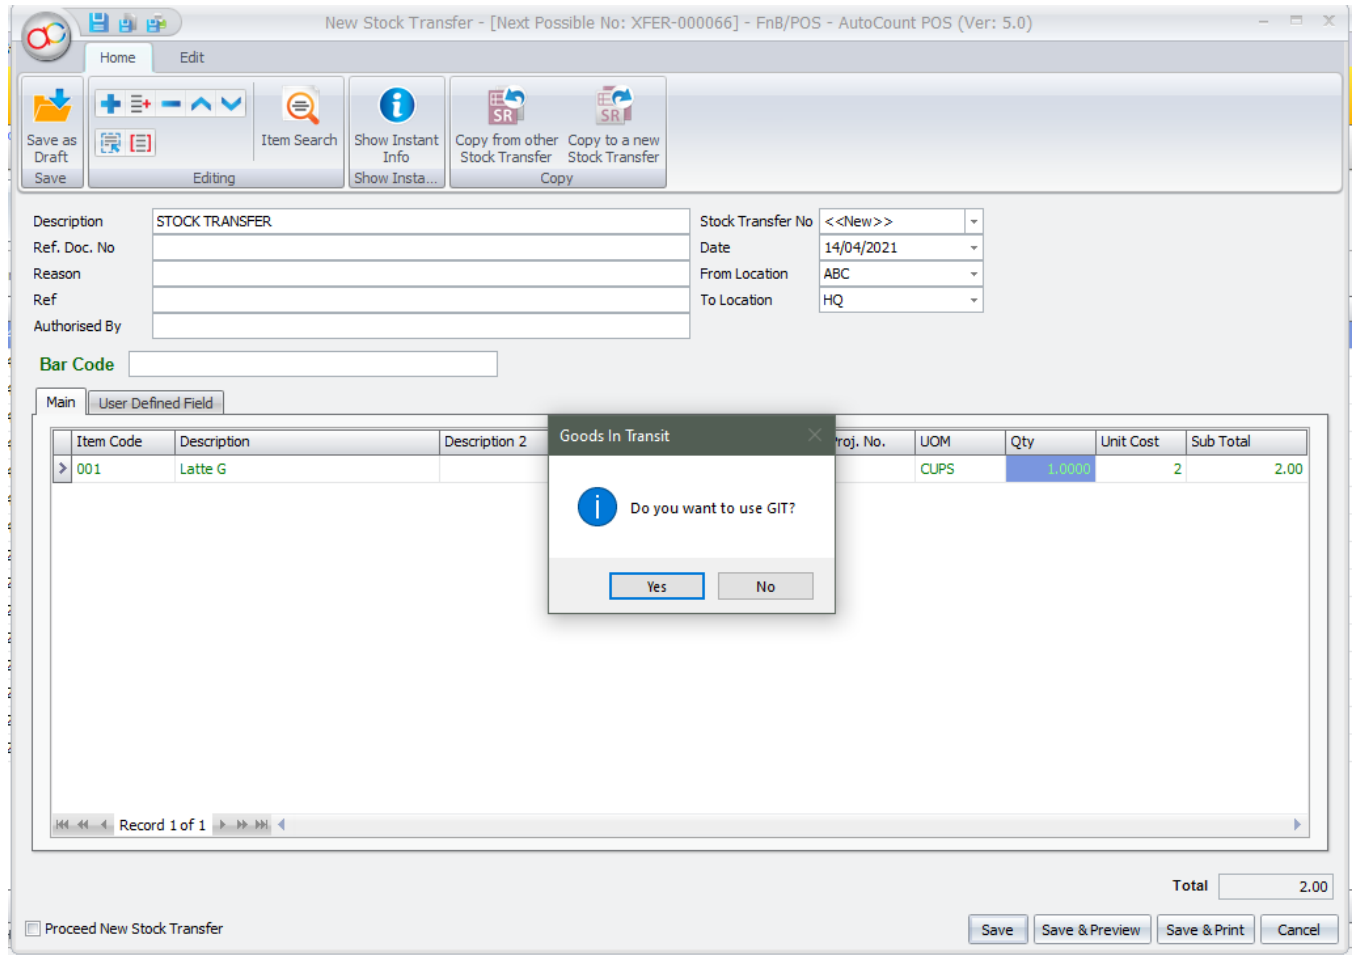 New Stock Transfer - [Next Possible No: XFER-000066] - FnB/POS - AutoCount POS (Ver: 5.0)
Home Edit
Save as Draft
Item Search
Show Instant Info
Copy from other Stock Transfer
Copy to a new Stock Transfer
SR SR
Save Editing Show Insta... Copy
Description STOCK TRANSFER Stock Transfer No <<New>>
Ref. Doc. No Date 14/04/2021
Reason From Location ABC
Ref To Location HQ
Authorised By
Bar Code
Main User Defined Field
Item Code Description Description 2 Proj. No. UOM Qty Unit Cost Sub Total
001 Latte G CUPS 1.0000 2 2.00
Goods In Transit
Do you want to use GIT?
Yes No
Record 1 of 1
Total 2.00
Proceed New Stock Transfer Save Save & Preview Save & Print Cancel